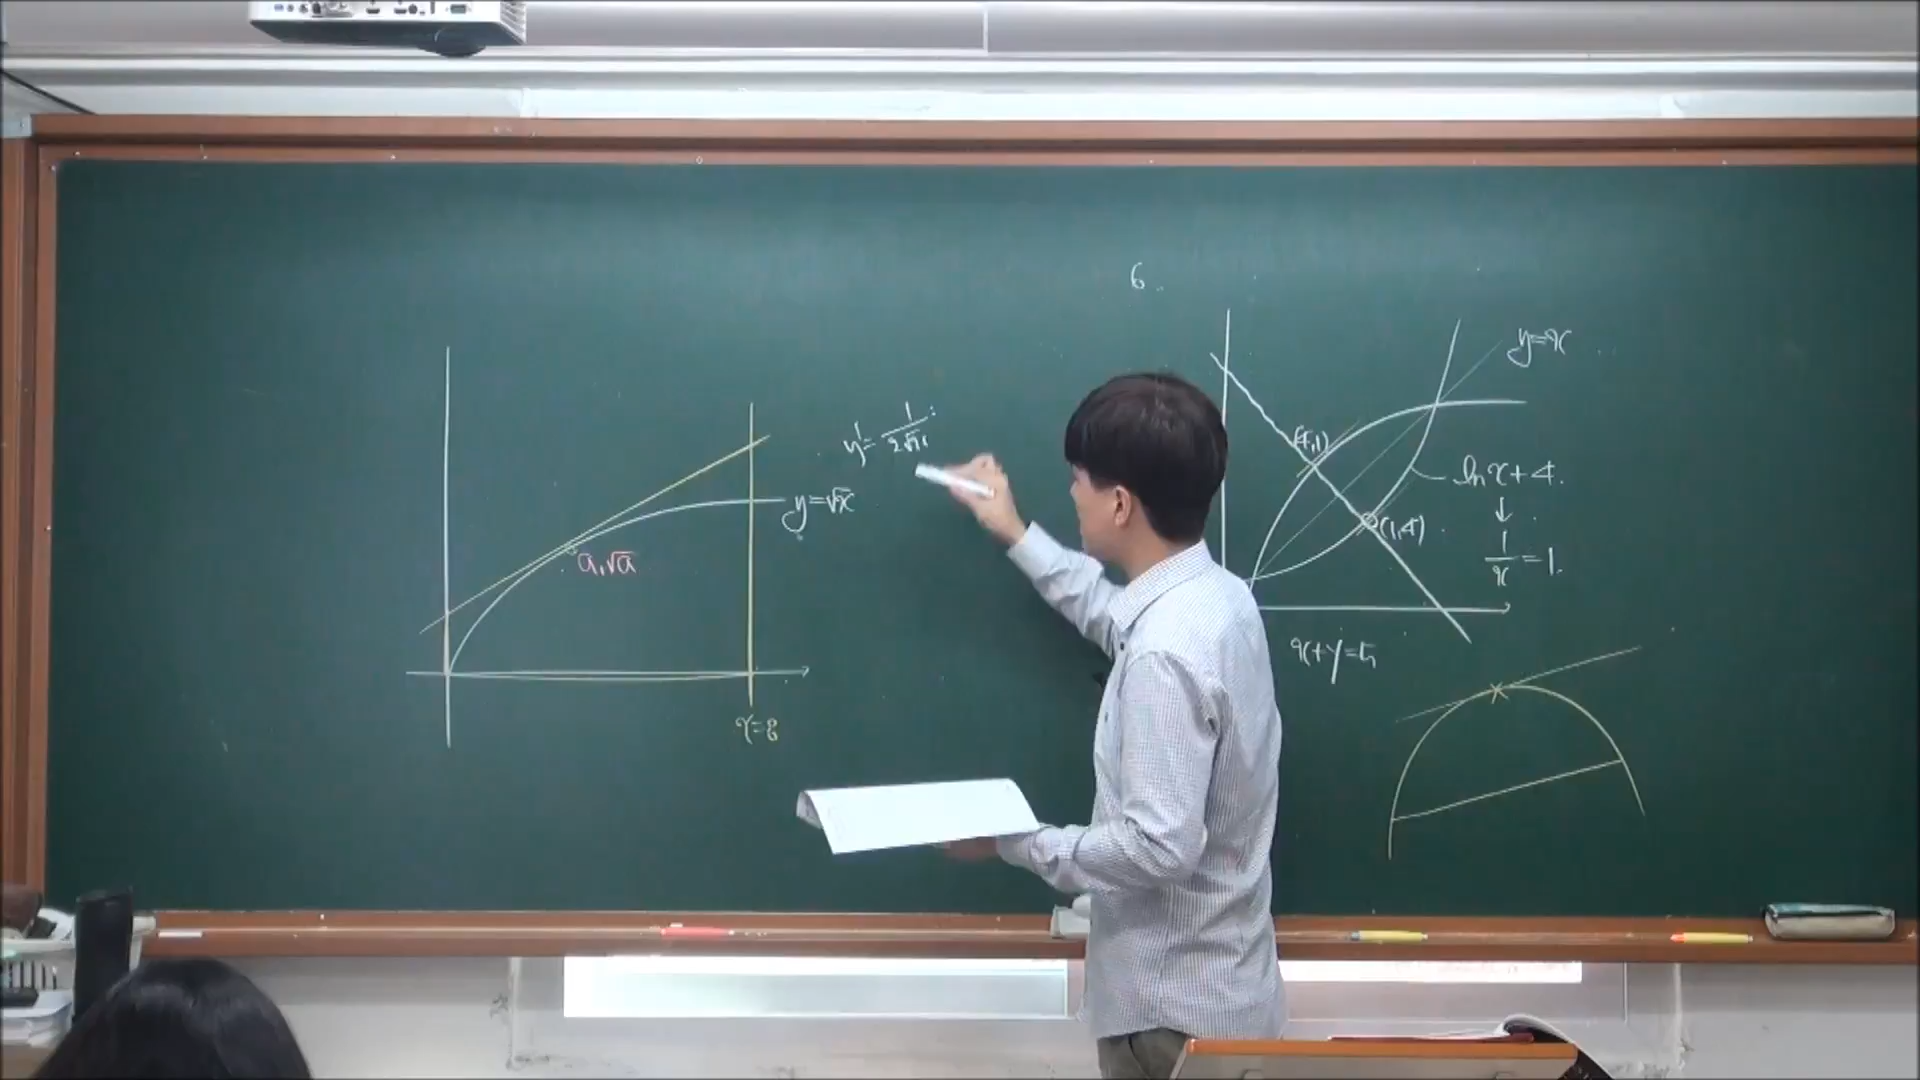 6.
y=x
y'=1/2√x
(4,1)
ln x+4.
y=√x
(1,4)
↓
1/x=1.
a,√a
x+y=5
x=8